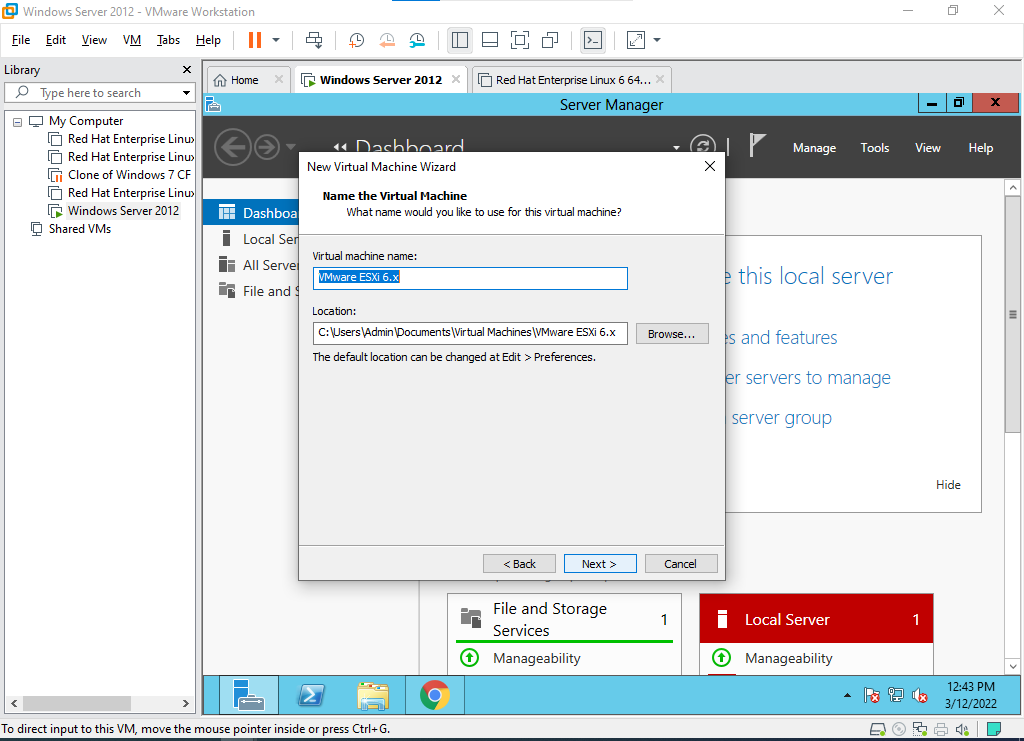 Windows Server 2012 - VMware Workstation
File Edit View VM Tabs Help
Library
Type here to search
My Computer
Red Hat Enterprise Linux
Red Hat Enterprise Linux
Clone of Windows 7 CF
Red Hat Enterprise Linux
Windows Server 2012
Shared VMs
Home
Windows Server 2012
Red Hat Enterprise Linux 6 64...
Server Manager
Dashboard
Manage Tools View Help
Dashboa
Local Ser
All Server
File and S
New Virtual Machine Wizard
Name the Virtual Machine
What name would you like to use for this virtual machine?
Virtual machine name:
VMware ESXi 6.x
Location:
C:\Users\Admin\Documents\Virtual Machines\VMware ESXi 6.x
Browse...
The default location can be changed at Edit > Preferences.
< Back
Next >
Cancel
e this local server
es and features
er servers to manage
server group
Hide
File and Storage
Services
1
Manageability
Local Server
1
Manageability
12:43 PM
3/12/2022
To direct input to this VM, move the mouse pointer inside or press Ctrl+G.